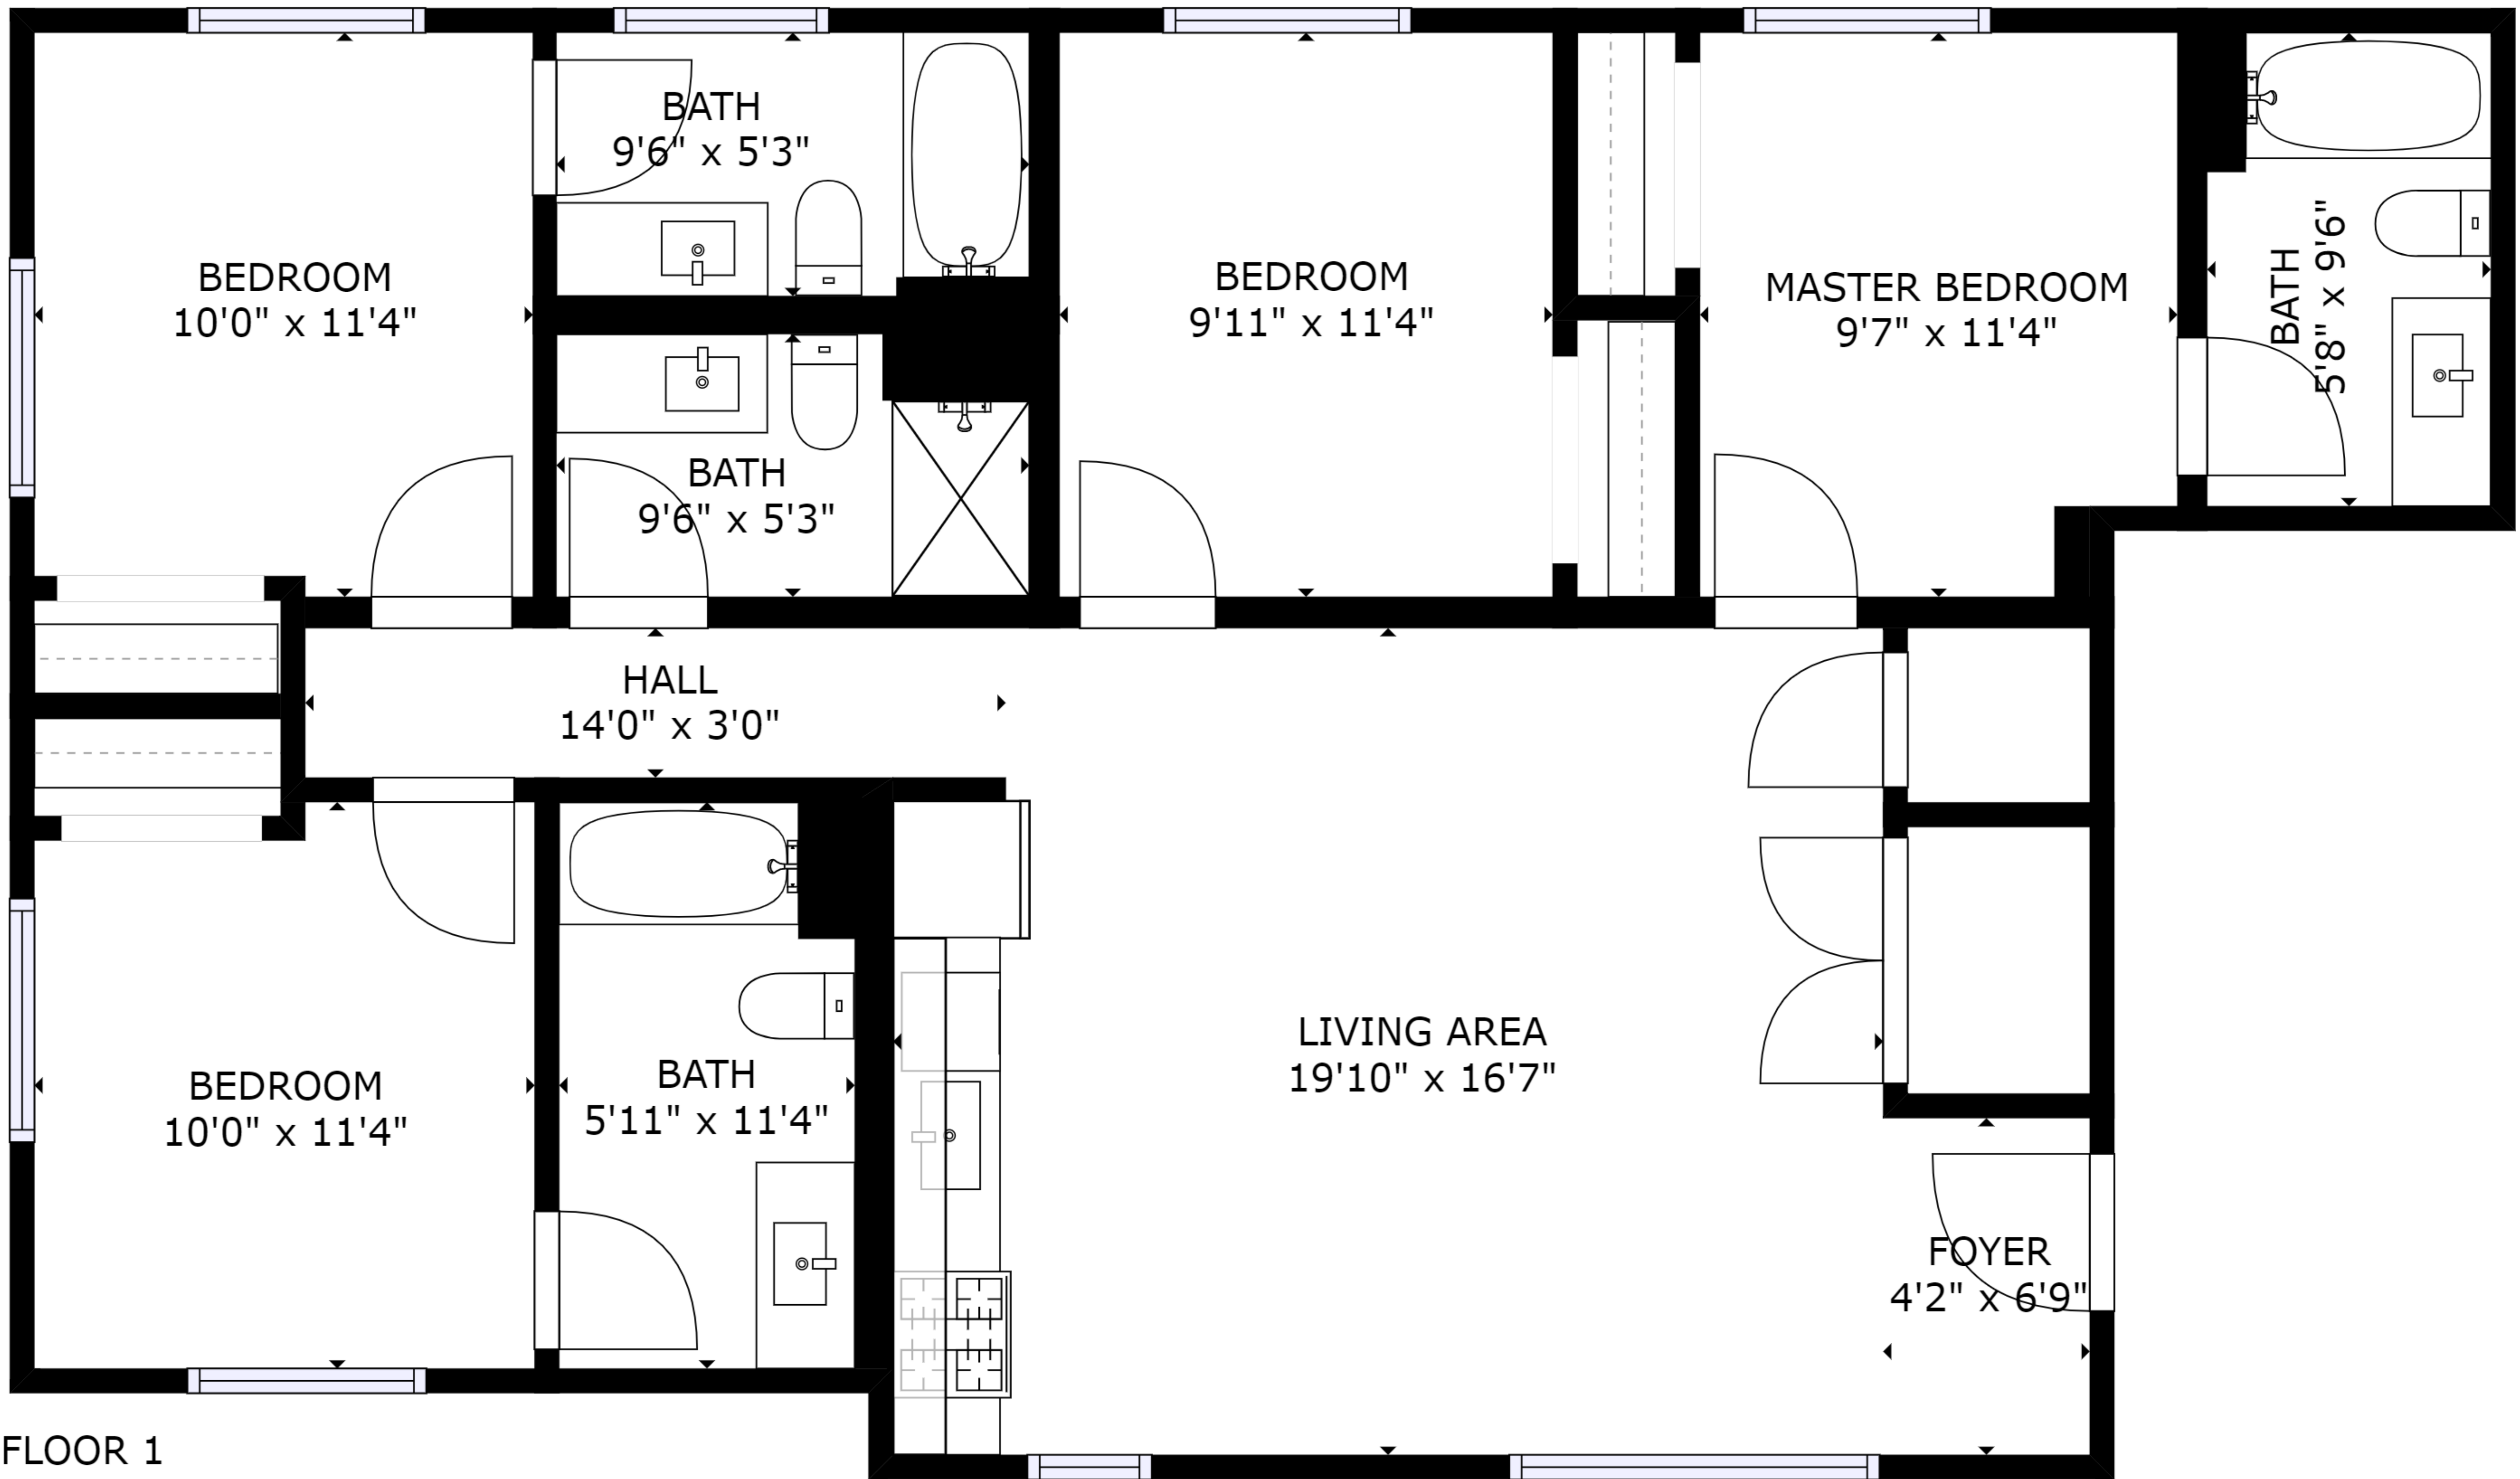 BATH
9'6" x 5'3"
BEDROOM
10'0" x 11'4"
BEDROOM
9'11" x 11'4"
MASTER BEDROOM
9'7" x 11'4"
BATH
5'8" x 9'6"
BATH
9'6" x 5'3"
HALL
14'0" x 3'0"
BEDROOM
10'0" x 11'4"
BATH
5'11" x 11'4"
LIVING AREA
19'10" x 16'7"
FOYER
4'2" x 6'9"
FLOOR 1